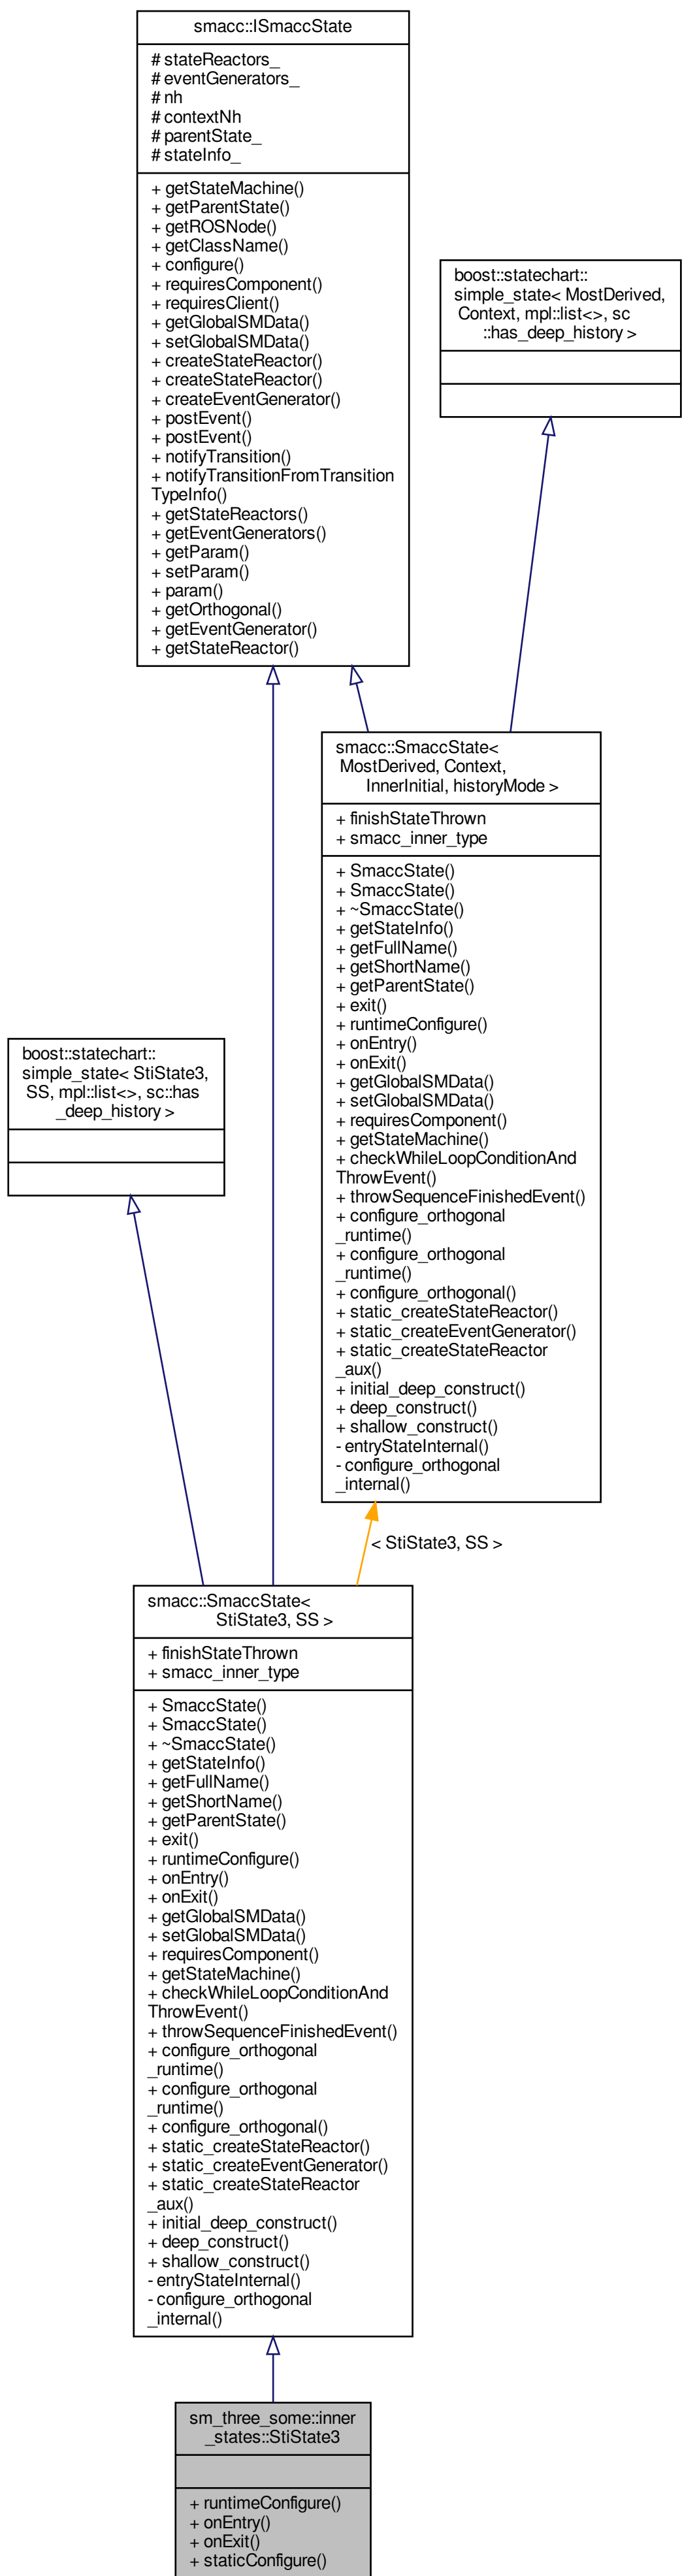 smacc::ISmaccState
# stateReactors_
# eventGenerators_
# nh
# contextNh
# parentState_
# stateInfo_
+ getStateMachine()
+ getParentState()
+ getROSNode()
+ getClassName()
+ configure()
+ requiresComponent()
+ requiresClient()
+ getGlobalSMData()
+ setGlobalSMData()
+ createStateReactor()
+ createStateReactor()
+ createEventGenerator()
+ postEvent()
+ postEvent()
+ notifyTransition()
+ notifyTransitionFromTransition
TypeInfo()
+ getStateReactors()
+ getEventGenerators()
+ getParam()
+ setParam()
+ param()
+ getOrthogonal()
+ getEventGenerator()
+ getStateReactor()
boost::statechart::
simple_state< MostDerived,
Context, mpl::list<>, sc
::has_deep_history >
smacc::SmaccState<
MostDerived, Context,
InnerInitial, historyMode >
+ finishStateThrown
+ smacc_inner_type
+ SmaccState()
+ SmaccState()
+ ~SmaccState()
+ getStateInfo()
+ getFullName()
+ getShortName()
+ getParentState()
+ exit()
+ runtimeConfigure()
+ onEntry()
+ onExit()
+ getGlobalSMData()
+ setGlobalSMData()
+ requiresComponent()
+ getStateMachine()
+ checkWhileLoopConditionAnd
ThrowEvent()
+ throwSequenceFinishedEvent()
+ configure_orthogonal
_runtime()
+ configure_orthogonal
_runtime()
+ configure_orthogonal()
+ static_createStateReactor()
+ static_createEventGenerator()
+ static_createStateReactor
_aux()
+ initial_deep_construct()
+ deep_construct()
+ shallow_construct()
- entryStateInternal()
- configure_orthogonal
_internal()
boost::statechart::
simple_state< StiState3,
SS, mpl::list<>, sc::has
_deep_history >
< StiState3, SS >
smacc::SmaccState<
StiState3, SS >
+ finishStateThrown
+ smacc_inner_type
+ SmaccState()
+ SmaccState()
+ ~SmaccState()
+ getStateInfo()
+ getFullName()
+ getShortName()
+ getParentState()
+ exit()
+ runtimeConfigure()
+ onEntry()
+ onExit()
+ getGlobalSMData()
+ setGlobalSMData()
+ requiresComponent()
+ getStateMachine()
+ checkWhileLoopConditionAnd
ThrowEvent()
+ throwSequenceFinishedEvent()
+ configure_orthogonal
_runtime()
+ configure_orthogonal
_runtime()
+ configure_orthogonal()
+ static_createStateReactor()
+ static_createEventGenerator()
+ static_createStateReactor
_aux()
+ initial_deep_construct()
+ deep_construct()
+ shallow_construct()
- entryStateInternal()
- configure_orthogonal
_internal()
sm_three_some::inner
_states::StiState3
+ runtimeConfigure()
+ onEntry()
+ onExit()
+ staticConfigure()